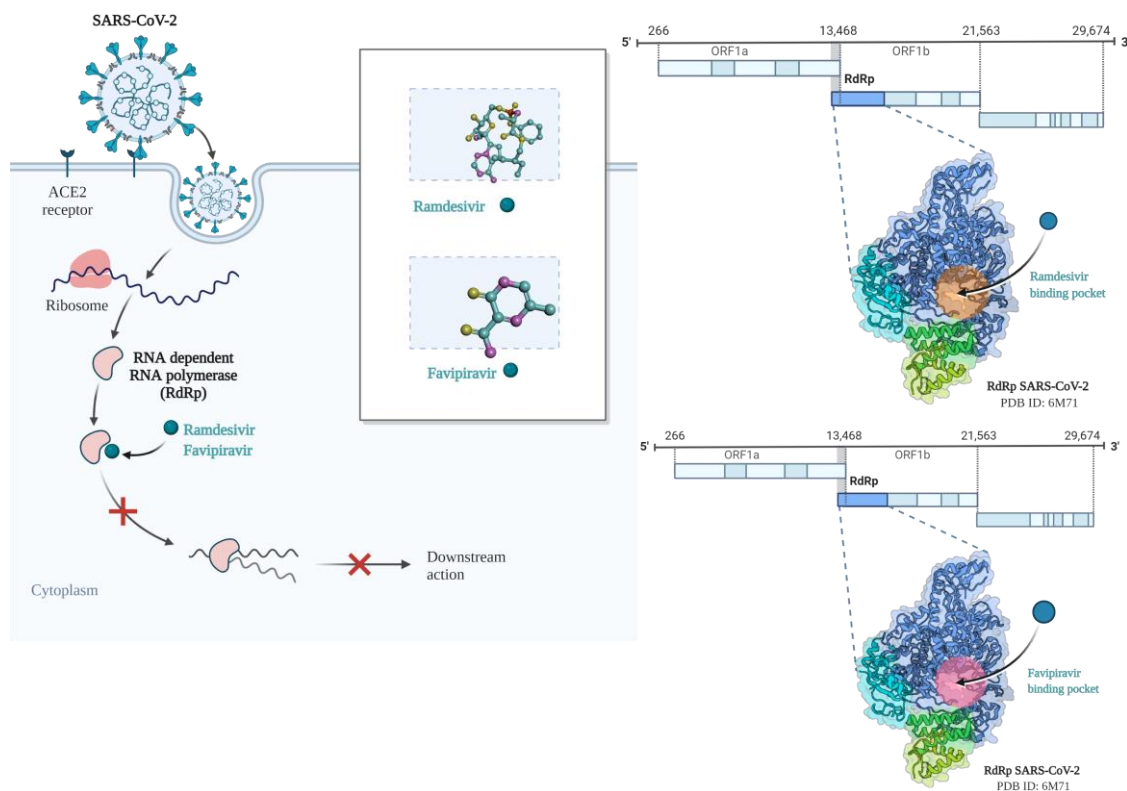 SARS-CoV-2
ACE2
receptor
Ribosome
RNA dependent
RNA polymerase
(RdRp)
Ramdesivir
Favipiravir
Downstream
action
Cytoplasm
Ramdesivir
Favipiravir
266
13,468
21,563
29,674
5'
3'
ORF1a
ORF1b
RdRp
Ramdesivir
binding pocket
RdRp SARS-CoV-2
PDB ID: 6M71
266
13,468
21,563
29,674
5'
3'
ORF1a
ORF1b
RdRp
Favipiravir
binding pocket
RdRp SARS-CoV-2
PDB ID: 6M71